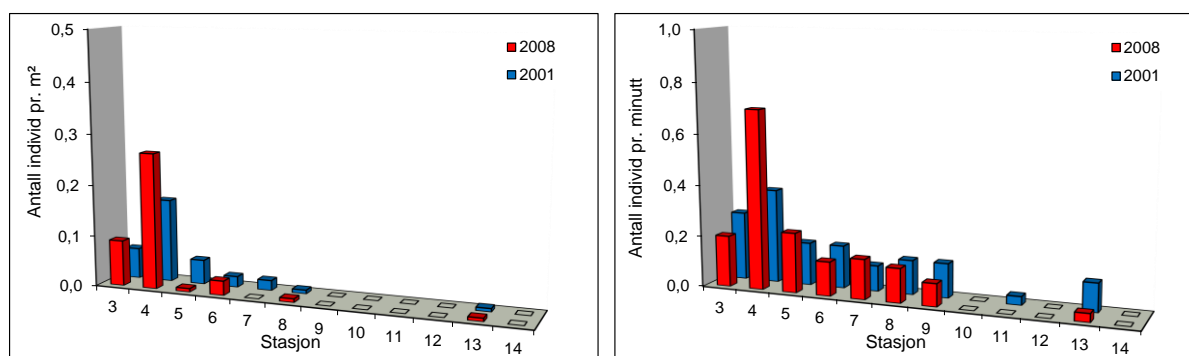 Antall individ pr. m²
0,5
0,4
0,3
0,2
0,1
0,0
2008
2001
3 4 5 6 7 8 9 10 11 12 13 14
Stasjon
Antall individ pr. minutt
1,0
0,8
0,6
0,4
0,2
0,0
2008
2001
3 4 5 6 7 8 9 10 11 12 13 14
Stasjon